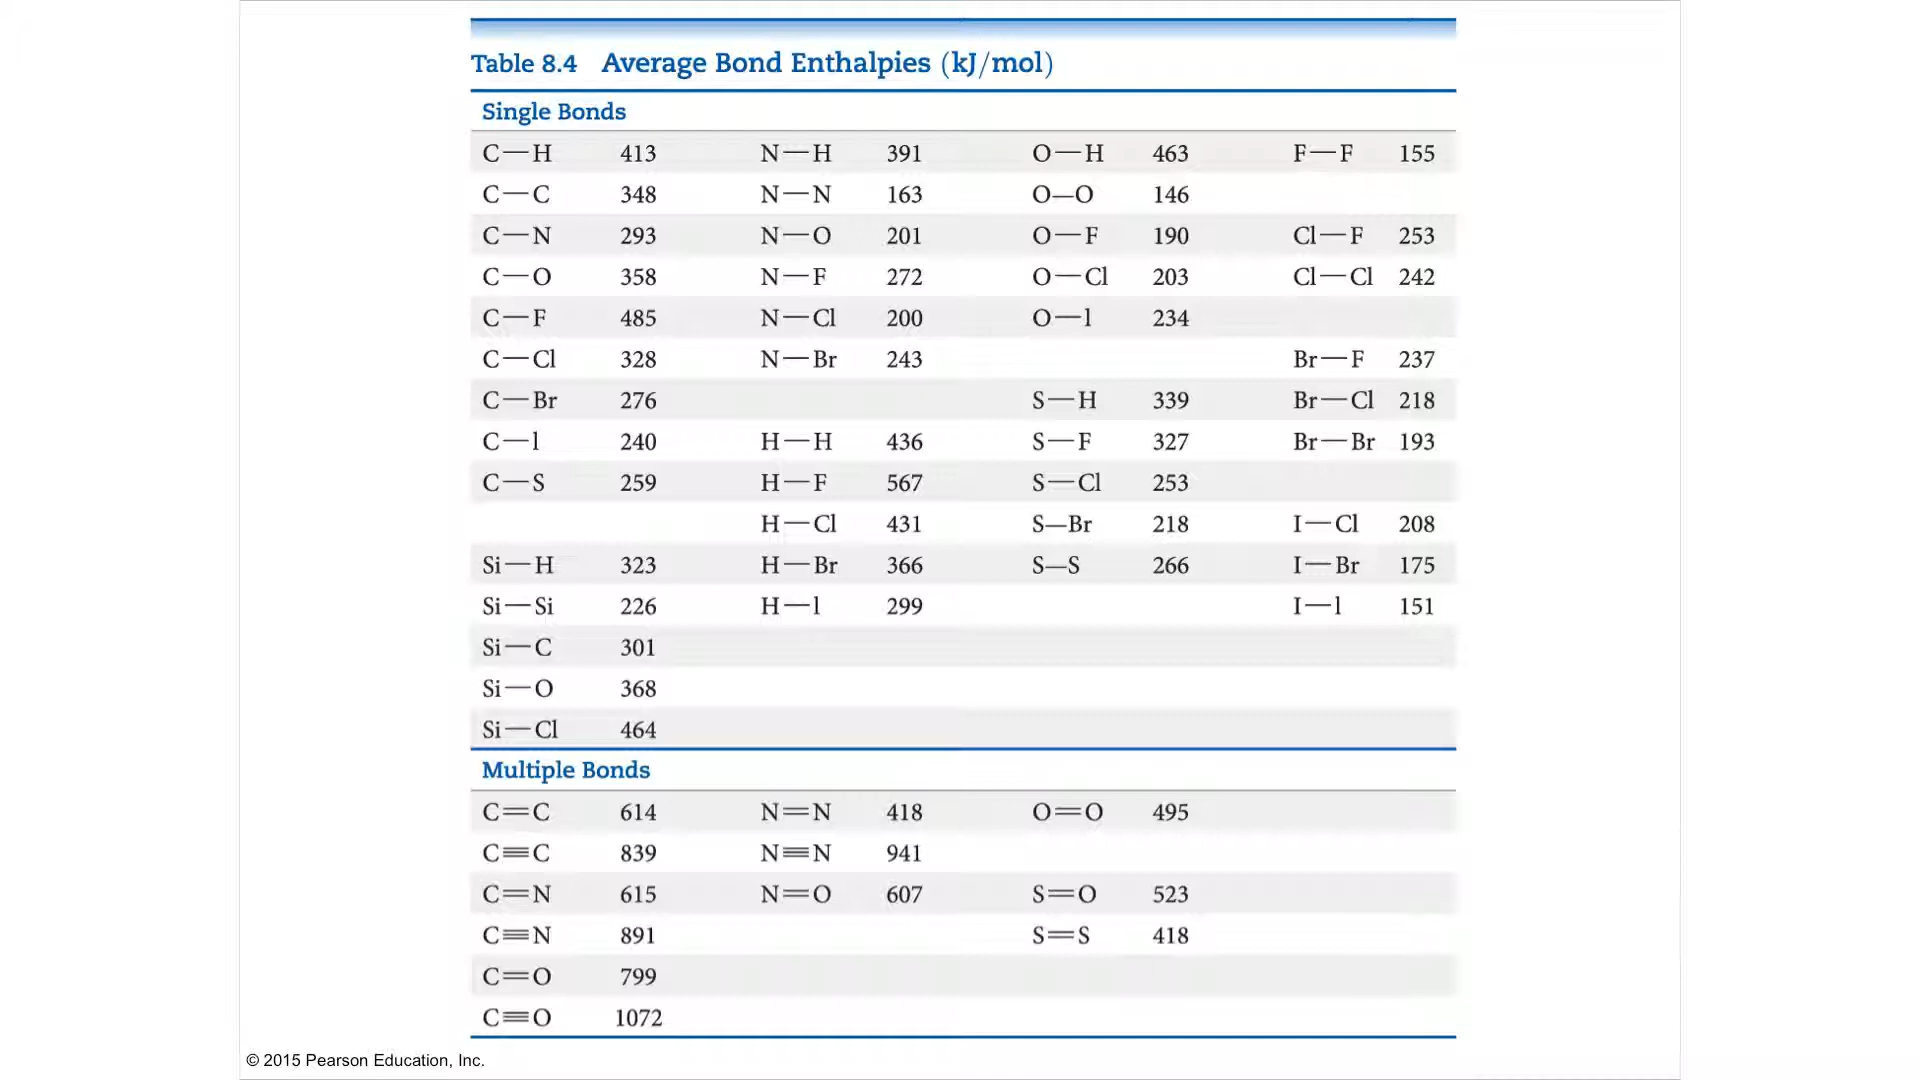 Table 8.4 Average Bond Enthalpies (kJ/mol)
Single Bonds
C—H 413 N—H 391 O—H 463 F—F 155
C—C 348 N—N 163 O—O 146
C—N 293 N—O 201 O—F 190 Cl—F 253
C—O 358 N—F 272 O—Cl 203 Cl—Cl 242
C—F 485 N—Cl 200 O—l 234
C—Cl 328 N—Br 243 Br—F 237
C—Br 276 S—H 339 Br—Cl 218
C—l 240 H—H 436 S—F 327 Br—Br 193
C—S 259 H—F 567 S—Cl 253
H—Cl 431 S—Br 218 I—Cl 208
Si—H 323 H—Br 366 S—S 266 I—Br 175
Si—Si 226 H—l 299 I—l 151
Si—C 301
Si—O 368
Si—Cl 464
Multiple Bonds
C=C 614 N=N 418 O=O 495
C≡C 839 N≡N 941
C=N 615 N=O 607 S=O 523
C≡N 891 S=S 418
C=O 799
C≡O 1072
© 2015 Pearson Education, Inc.